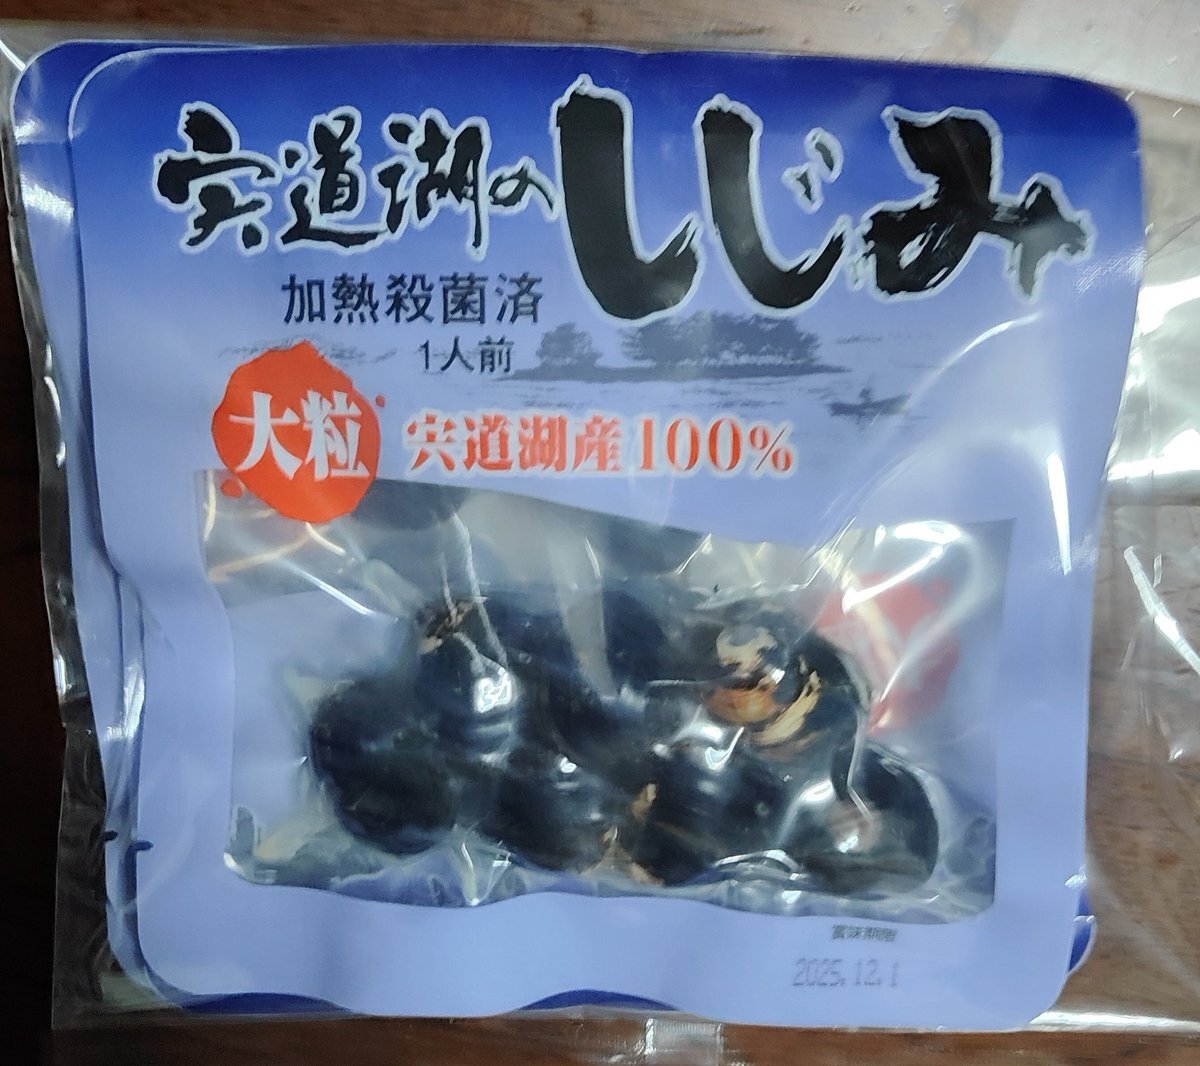 宍道湖のしじみ
加熱殺菌済
1人前
大粒
宍道湖産100%
賞味期限
2025.12.1